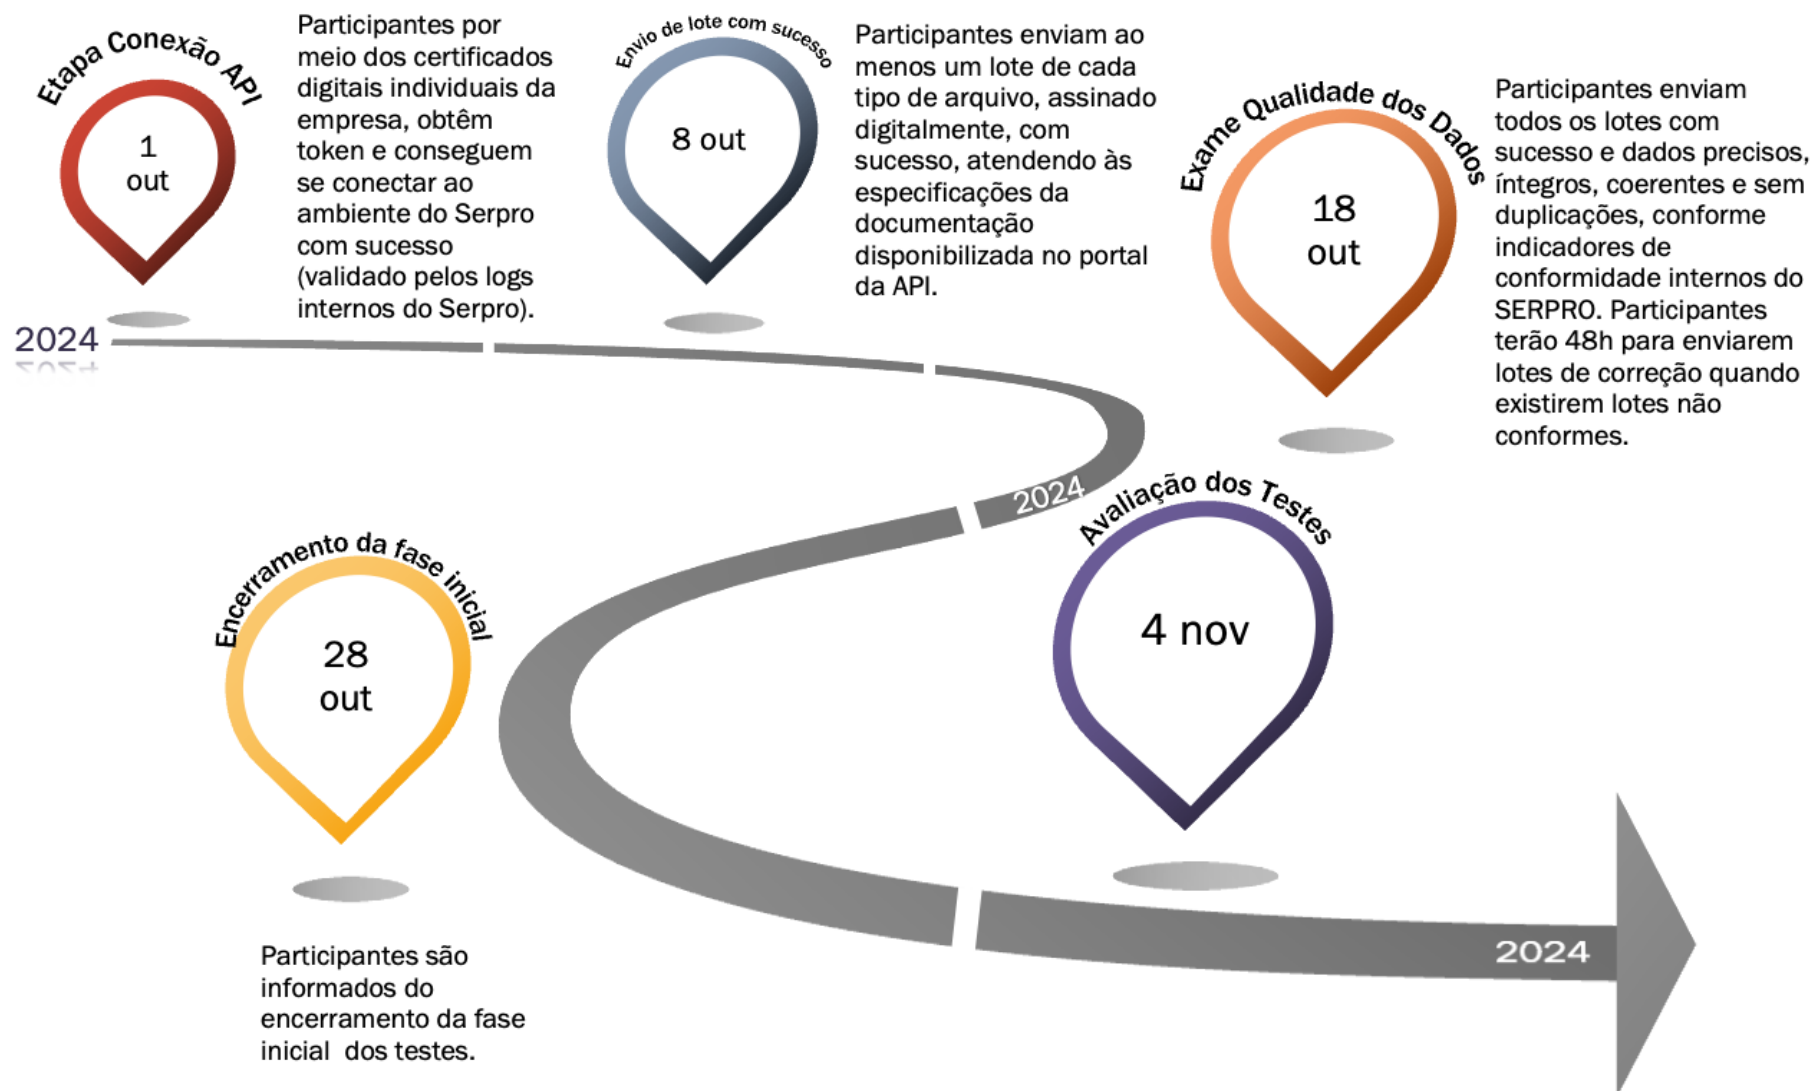 Etapa Conexão API
1
out
Participantes por
meio dos certificados
digitais individuais da
empresa, obtêm
token e conseguem
se conectar ao
ambiente do Serpro
com sucesso
(validado pelos logs
internos do Serpro).
Envio de lote com sucesso
8 out
Participantes enviam ao
menos um lote de cada
tipo de arquivo, assinado
digitalmente, com
sucesso, atendendo às
especificações da
documentação
disponibilizada no portal
da API.
Exame Qualidade dos Dados
18
out
Participantes enviam
todos os lotes com
sucesso e dados precisos,
íntegros, coerentes e sem
duplicações, conforme
indicadores de
conformidade internos do
SERPRO. Participantes
terão 48h para enviarem
lotes de correção quando
existirem lotes não
conformes.
2024
2024
Encerramento da fase inicial
28
out
Participantes são
informados do
encerramento da fase
inicial  dos testes.
Avaliação dos Testes
4 nov
2024